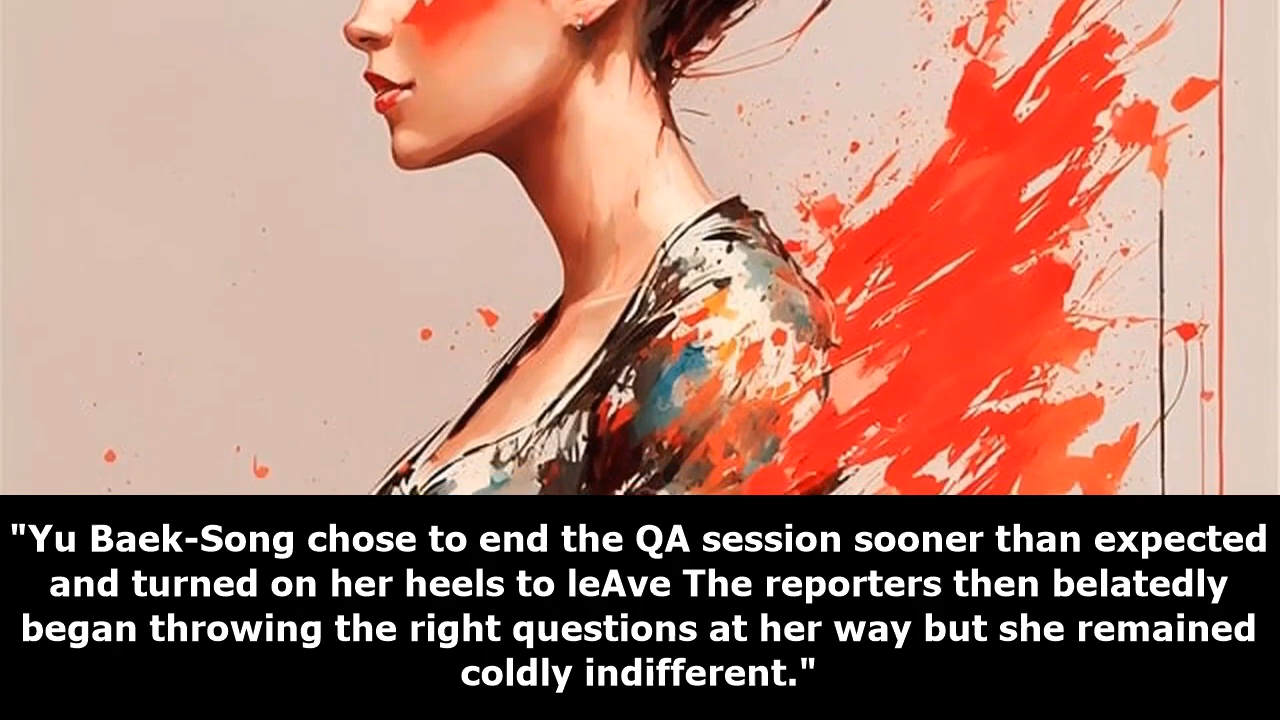 "Yu Baek-Song chose to end the QA session sooner than expected
and turned on her heels to leAve The reporters then belatedly
began throwing the right questions at her way but she remained
coldly indifferent."